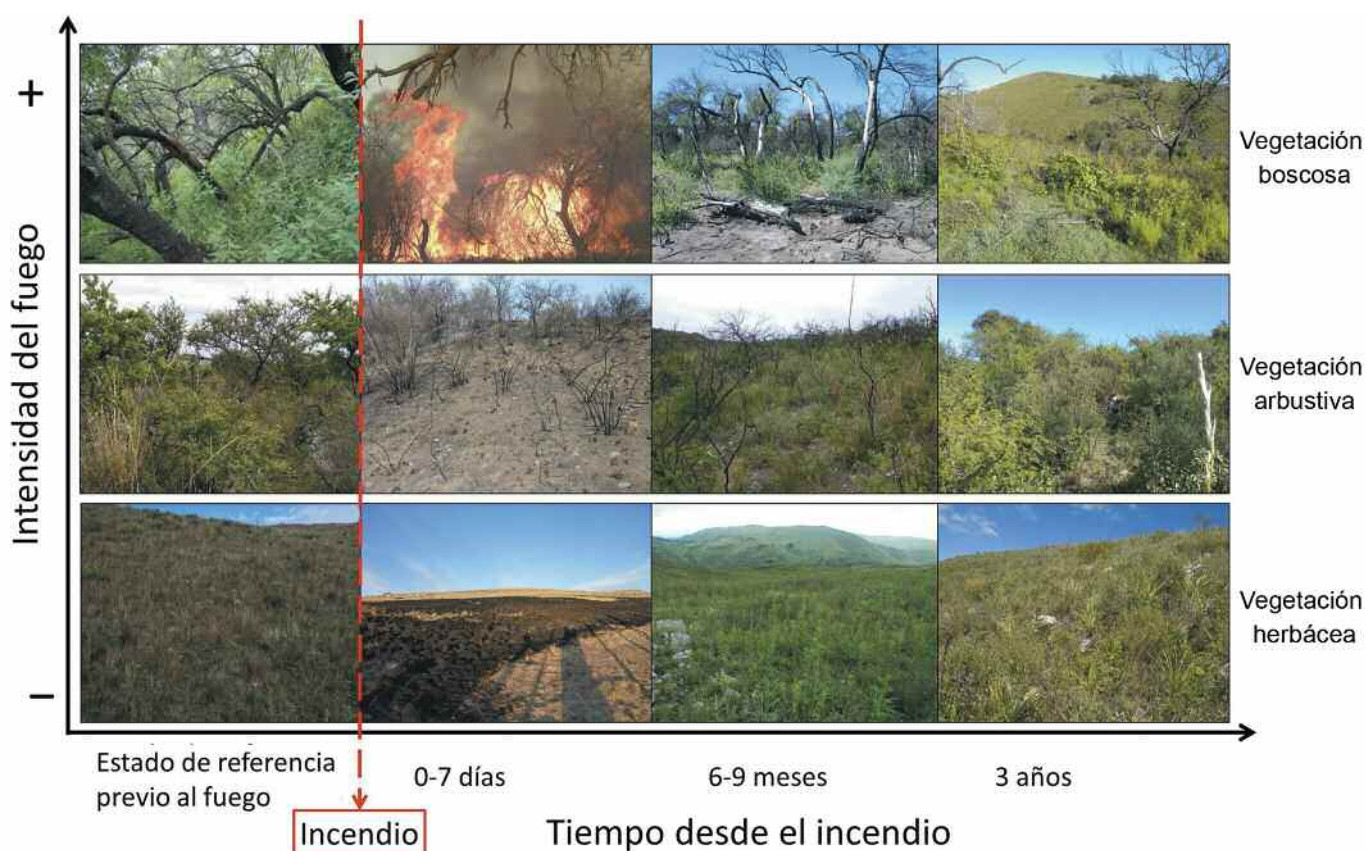 +
Intensidad del fuego
−
Vegetación
boscosa
Vegetación
arbustiva
Vegetación
herbácea
Estado de referencia
previo al fuego
0-7 días
6-9 meses
3 años
Incendio
Tiempo desde el incendio